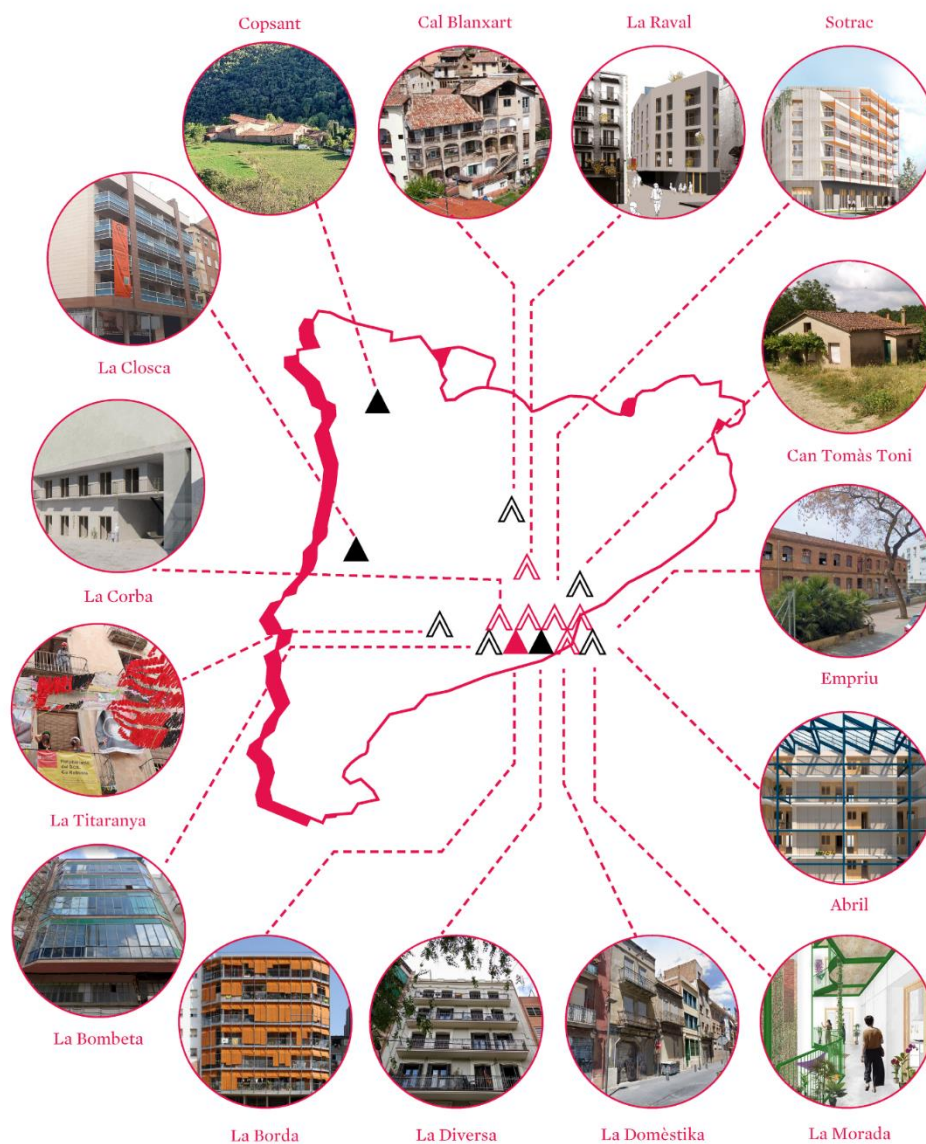 Copsant
Cal Blanxart
La Raval
Sotrac
La Closca
Can Tomàs Toni
La Corba
Empriu
La Titaranya
Abril
La Bombeta
La Borda
La Diversa
La Domèstika
La Morada